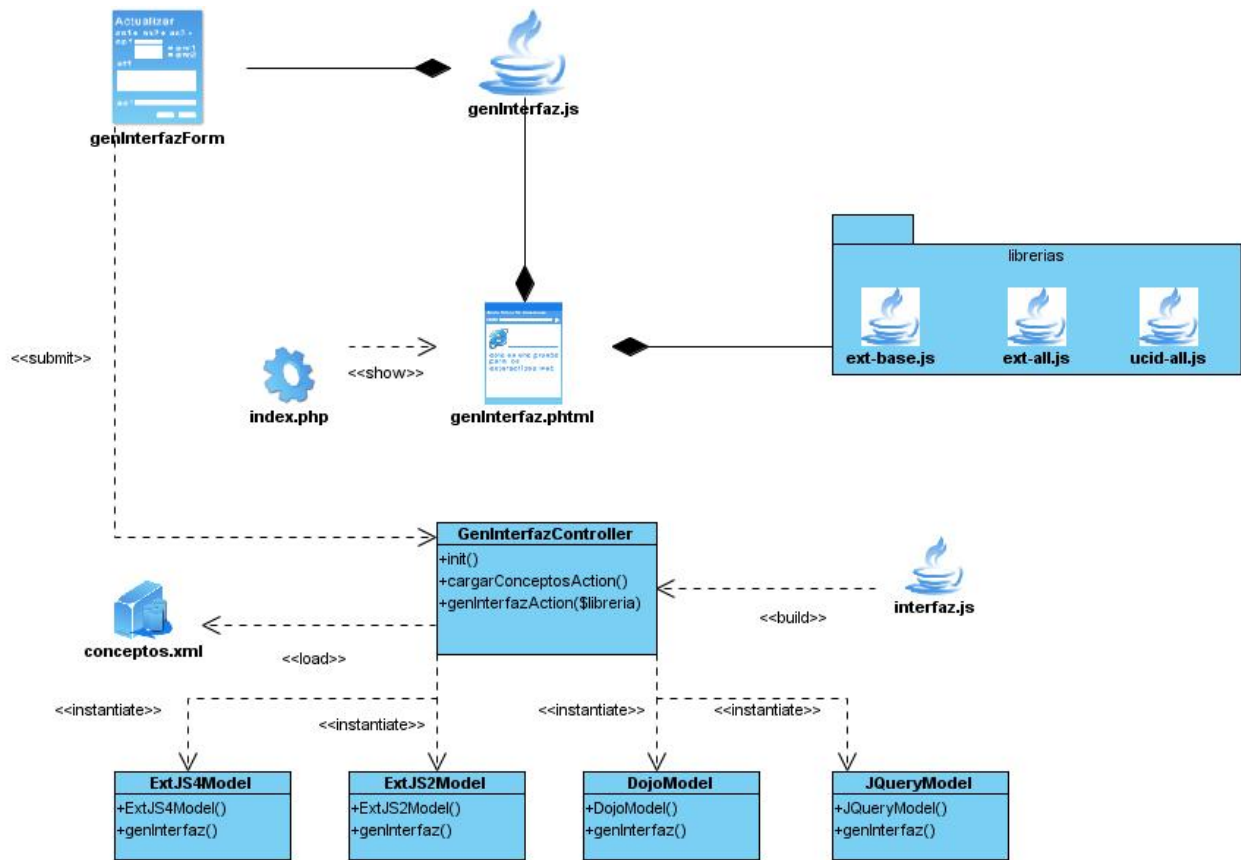 Actualizar
genInterfazForm
genInterfaz.js
librerias
ext-base.js
ext-all.js
ucid-all.js
<<submit>>
<<show>>
index.php
genInterfaz.phtml
GenInterfazController
+init()
+cargarConceptosAction()
+genInterfazAction($libreria)
interfaz.js
<<build>>
conceptos.xml
<<load>>
<<instantiate>>
<<instantiate>>
<<instantiate>>
<<instantiate>>
ExtJS4Model
+ExtJS4Model()
+genInterfaz()
ExtJS2Model
+ExtJS2Model()
+genInterfaz()
DojoModel
+DojoModel()
+genInterfaz()
JQueryModel
+JQueryModel()
+genInterfaz()